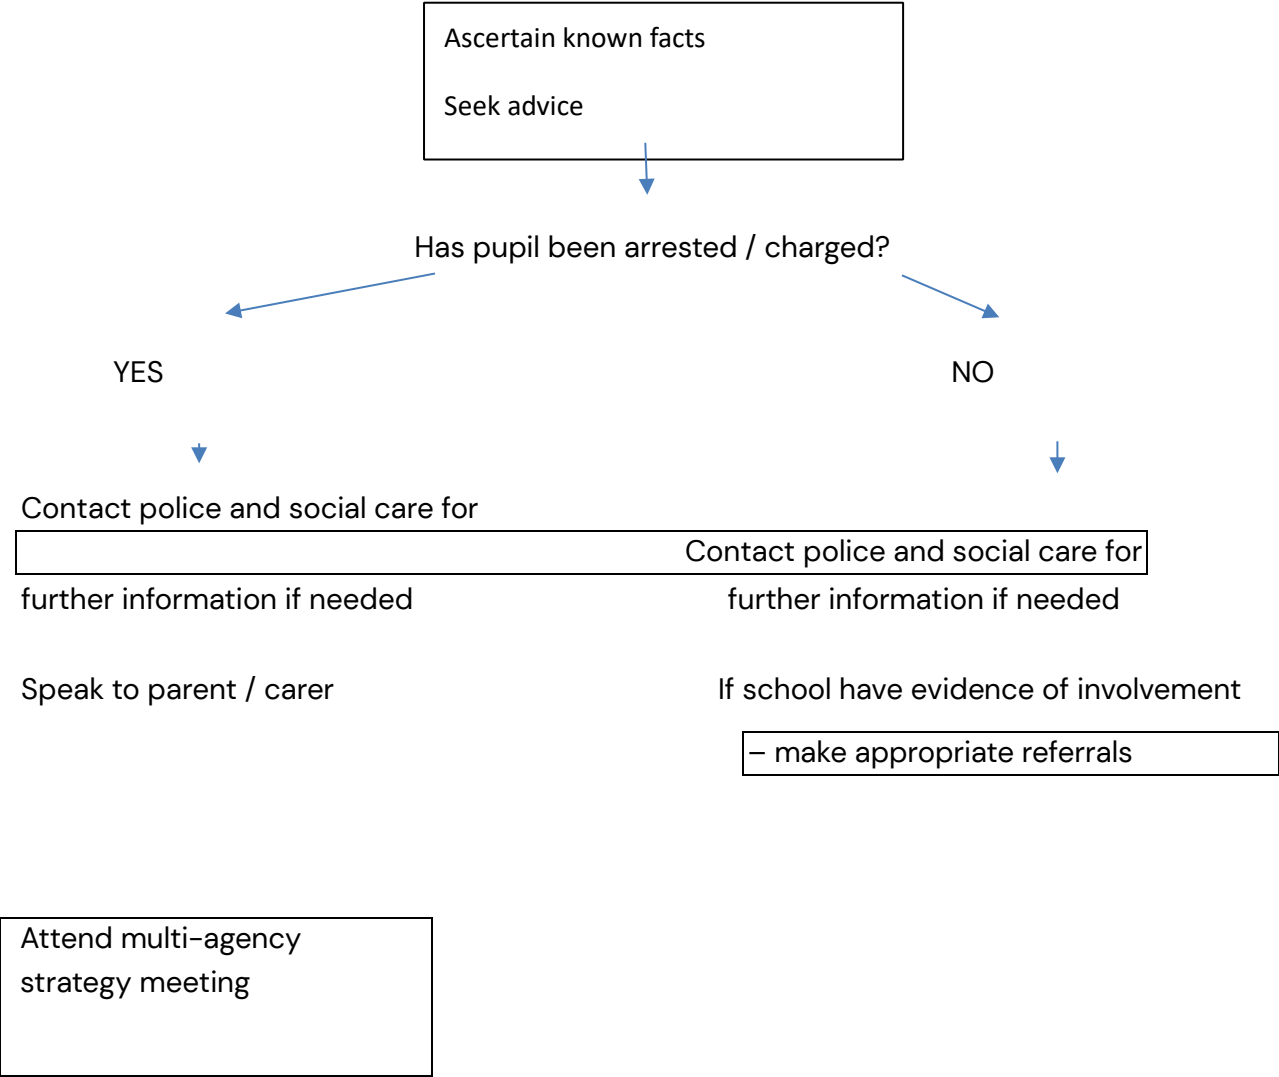 Ascertain known facts
Seek advice
Has pupil been arrested / charged?
YES
NO
Contact police and social care for
Contact police and social care for
further information if needed
further information if needed
Speak to parent / carer
If school have evidence of involvement
– make appropriate referrals
Attend multi-agency
strategy meeting